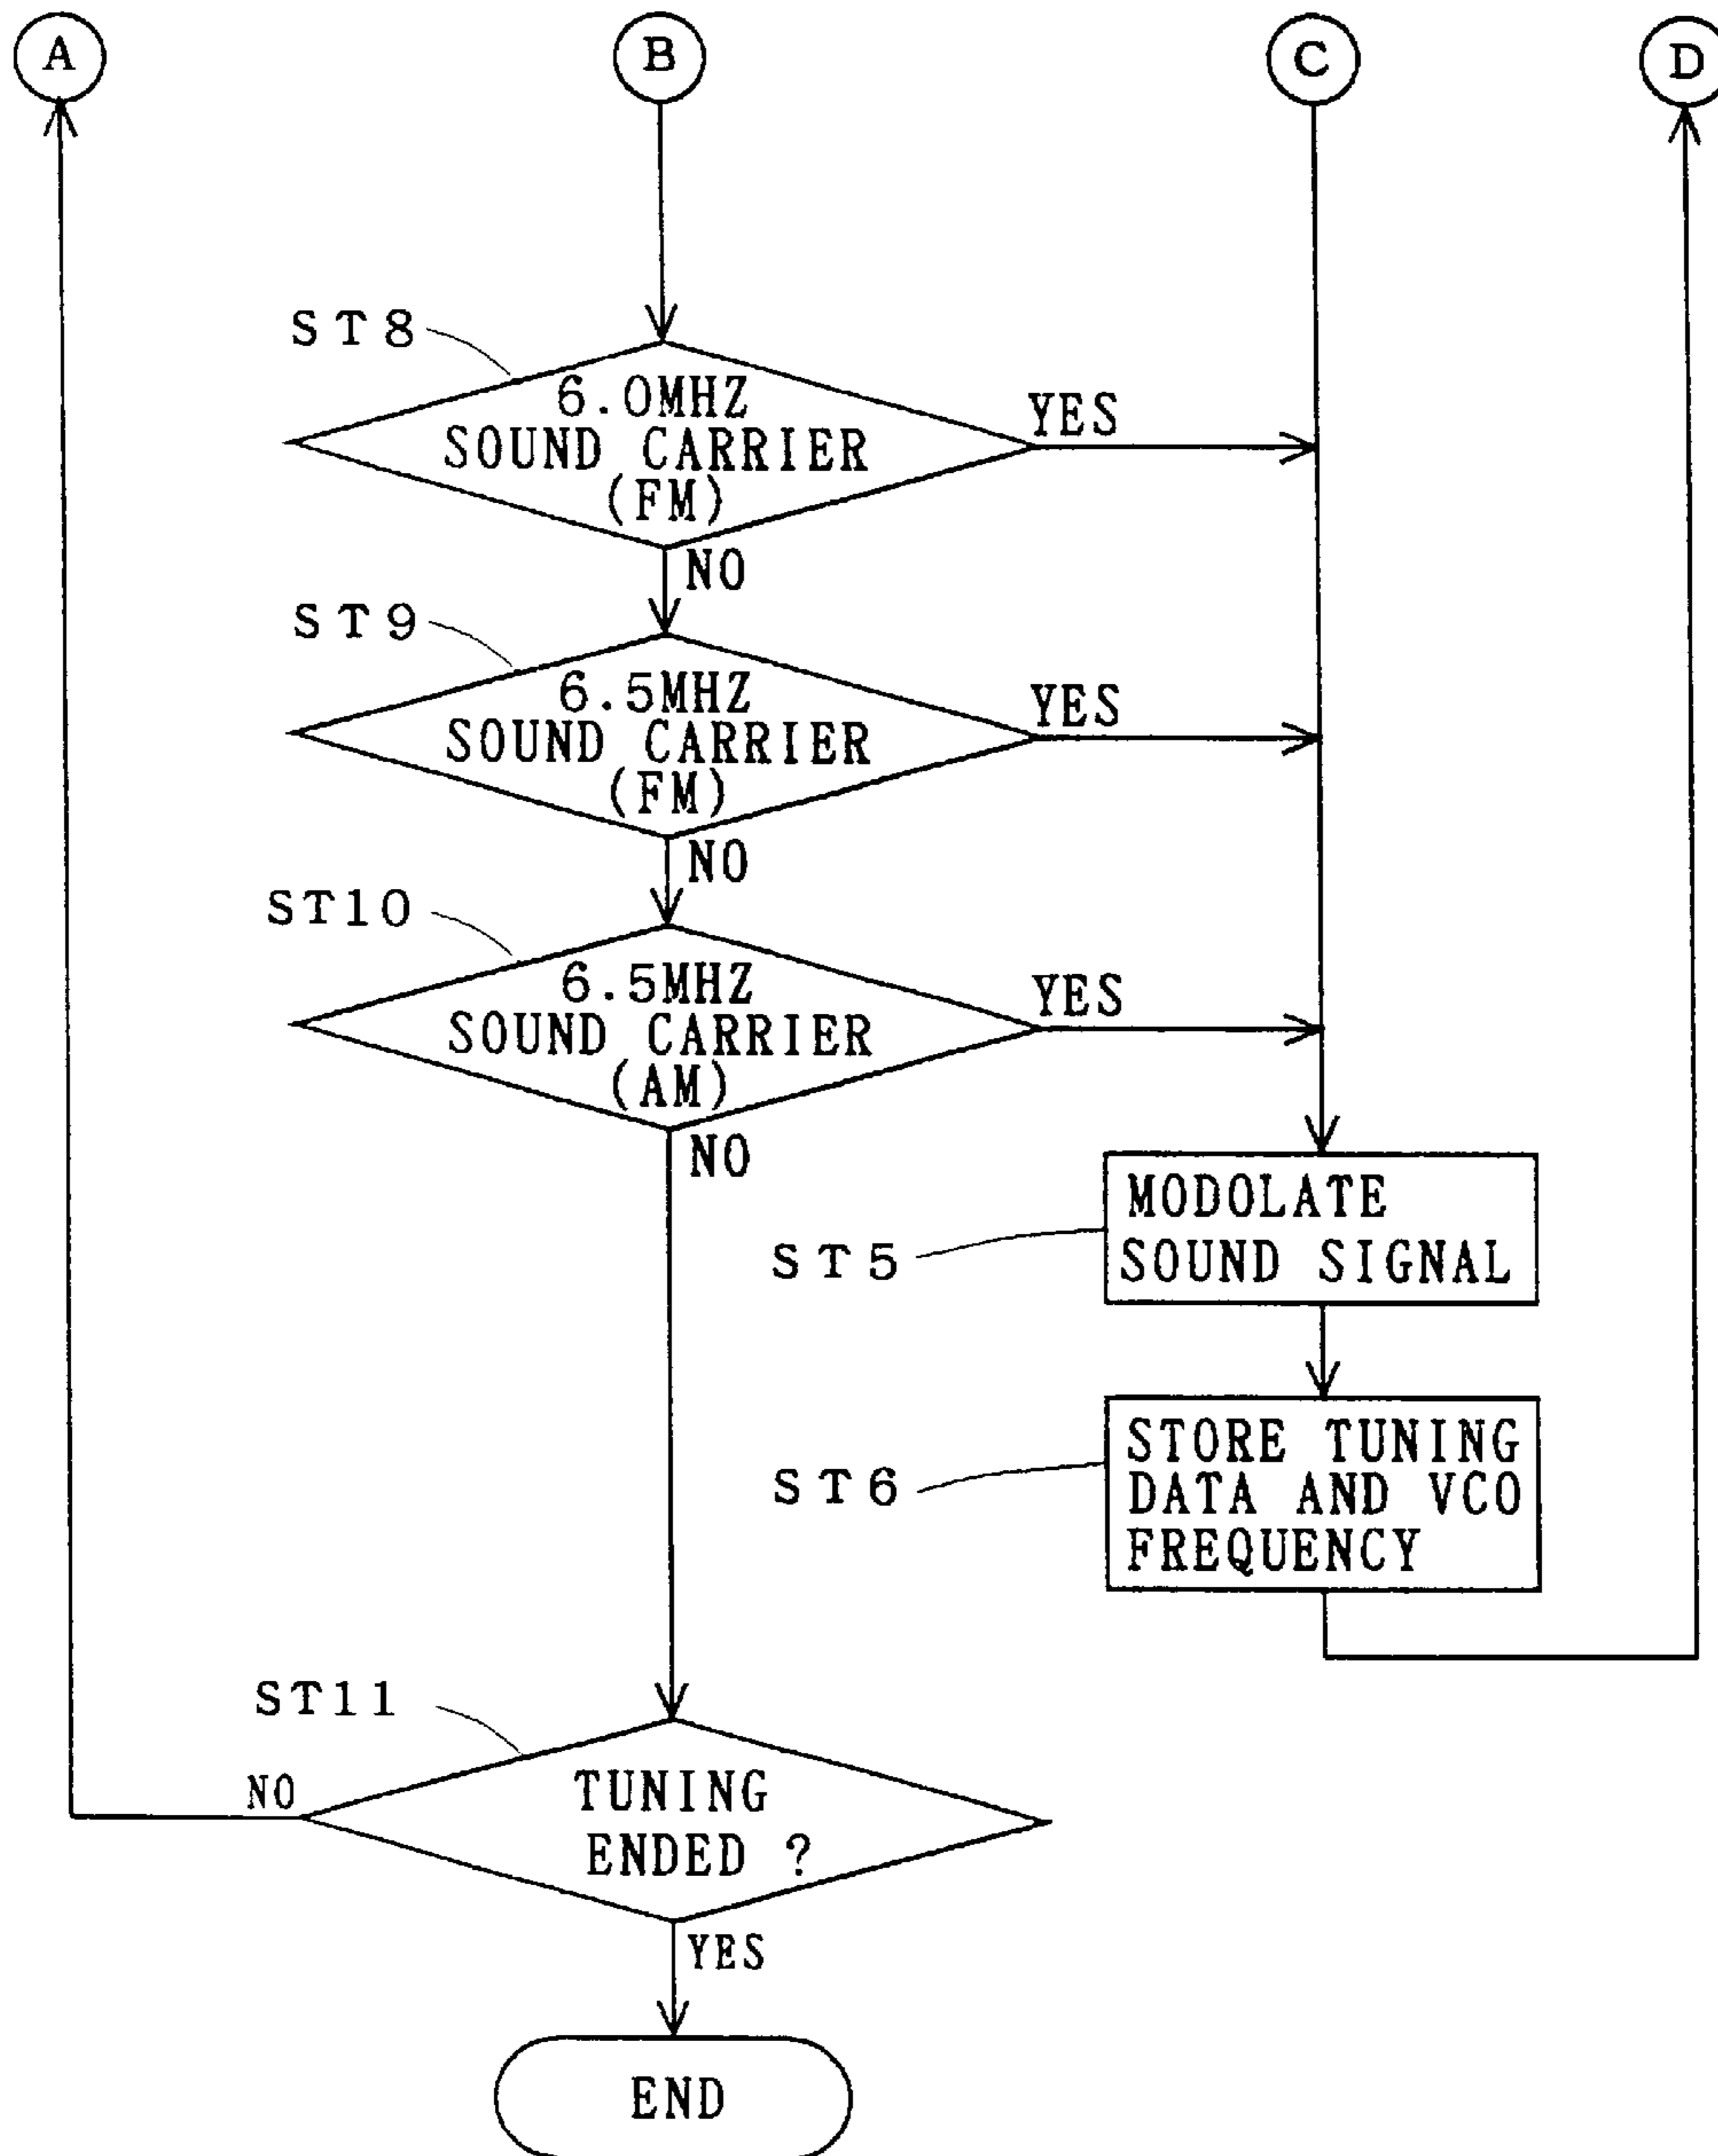 A
B
C
D
ST8
6.0MHZ
SOUND CARRIER
(FM)
YES
NO
ST9
6.5MHZ
SOUND CARRIER
(FM)
YES
NO
ST10
6.5MHZ
SOUND CARRIER
(AM)
YES
NO
MODOLATE
SOUND SIGNAL
ST5
STORE TUNING
DATA AND VCO
FREQUENCY
ST6
ST11
NO
TUNING
ENDED ?
YES
END